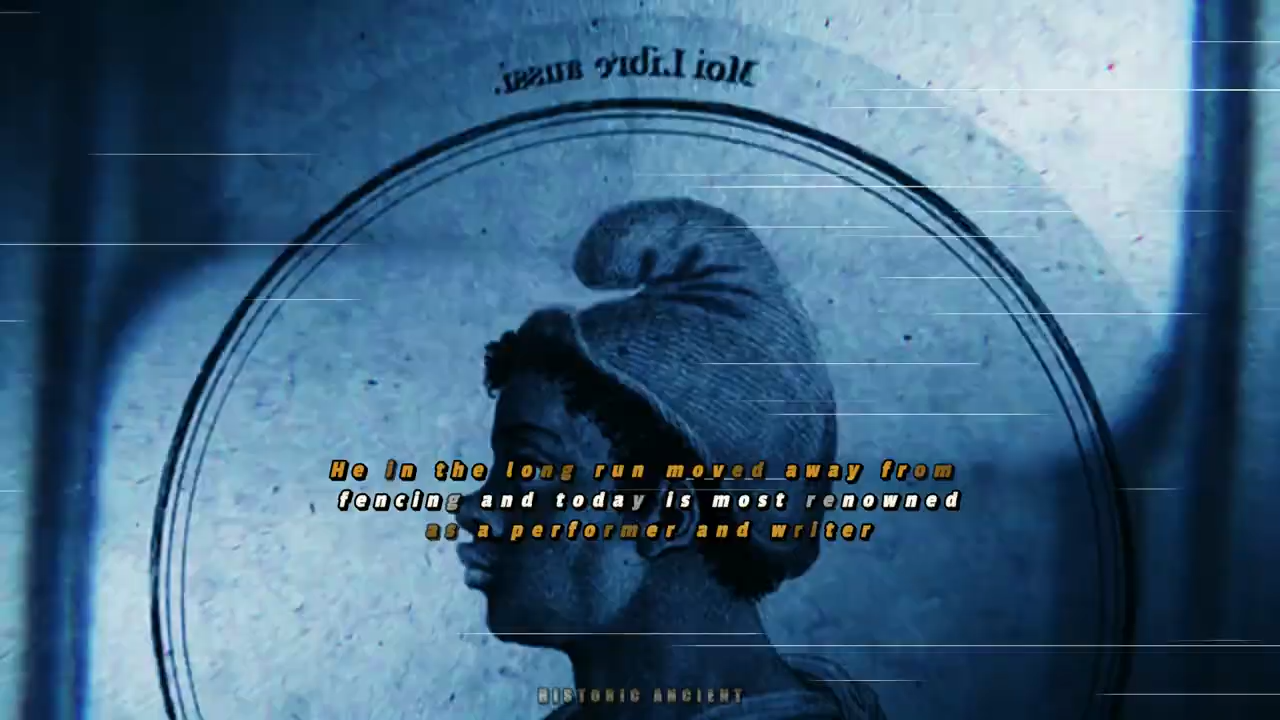 Moi Libre aussi.
He in the long run moved away from
fencing and today is most renowned
as a performer and writer
HISTORIC ANCIENT